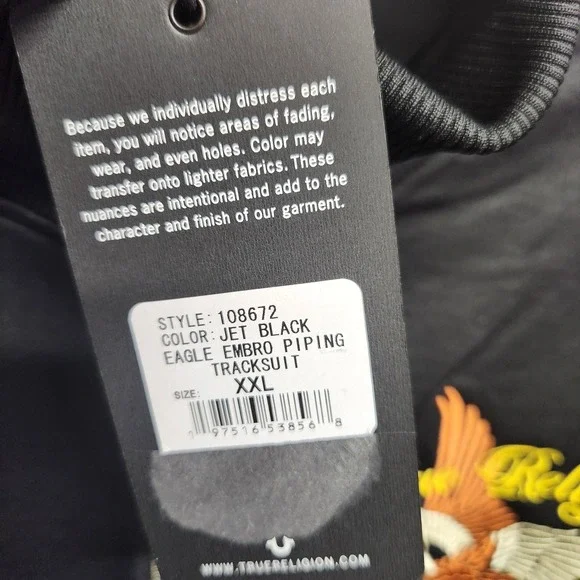 Because we individually distress each
item, you will notice areas of fading,
wear, and even holes. Color may
transfer onto lighter fabrics. These
nuances are intentional and add to the
character and finish of our garment.
STYLE: 108672
COLOR: JET BLACK
EAGLE EMBRO PIPING
TRACKSUIT
SIZE: XXL
1 97516 53856 8
WWW.TRUERELIGION.COM